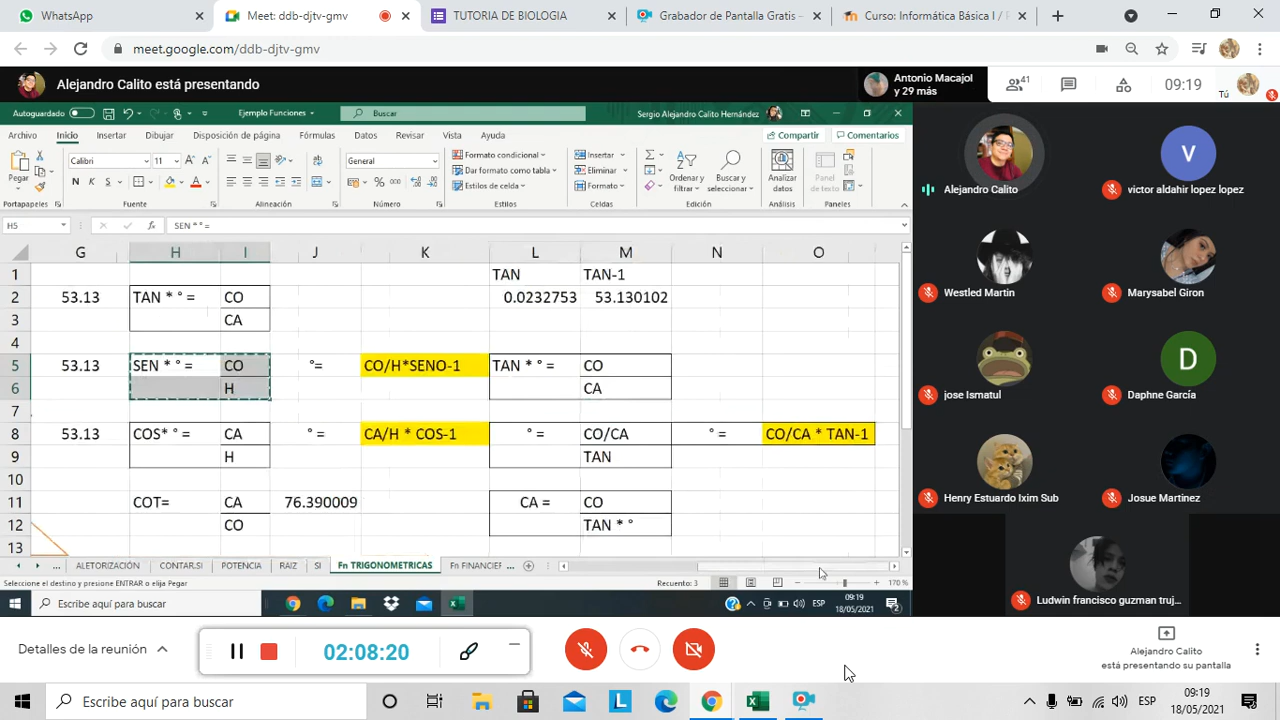 WhatsApp
Meet: ddb-djtv-gmv
TUTORIA DE BIOLOGIA
Grabador de Pantalla Gratis -
Curso: Informática Básica I / P
meet.google.com/ddb-djtv-gmv
Alejandro Calito está presentando
Antonio Macajol
y 29 más
41
09:19
Tú
Autoguardado
Ejemplo Funciones
Buscar
Sergio Alejandro Calito Hernández
Archivo Inicio Insertar Dibujar Disposición de página Fórmulas Datos Revisar Vista Ayuda
Compartir Comentarios
Pegar
Calibri 11
N K S
General
Formato condicional
Dar formato como tabla
Estilos de celda
Insertar
Eliminar
Formato
Ordenar y filtrar
Buscar y seleccionar
Analizar datos
Panel de texto
Portapapeles Fuente Alineación Número Estilos Celdas Edición Análisis
H5 SEN * ° =
G H I J K L M N O
1 TAN TAN-1
2 53.13 TAN * ° = CO 0.0232753 53.130102
3 CA
4
5 53.13 SEN * ° = CO °= CO/H*SENO-1 TAN * ° = CO
6 H CA
7
8 53.13 COS* ° = CA ° = CA/H * COS-1 ° = CO/CA ° = CO/CA * TAN-1
9 H TAN
10
11 COT= CA 76.390009 CA = CO
12 CO TAN * °
13
... ALETORIZACIÓN CONTAR.SI POTENCIA RAIZ SI Fn TRIGONOMETRICAS Fn FINANCIEF ...
Seleccione el destino y presione ENTRAR o elija Pegar
Recuento: 3
170 %
Escribe aquí para buscar
ESP
09:19
18/05/2021
2
Alejandro Calito
V
victor aldahir lopez lopez
Westled Martin
Marysabel Giron
jose Ismatul
D
Daphne García
Henry Estuardo Ixim Sub
Josue Martinez
Ludwin francisco guzman truj...
Detalles de la reunión
02:08:20
Alejandro Calito
está presentando su pantalla
Escribe aquí para buscar
L
ESP
09:19
18/05/2021